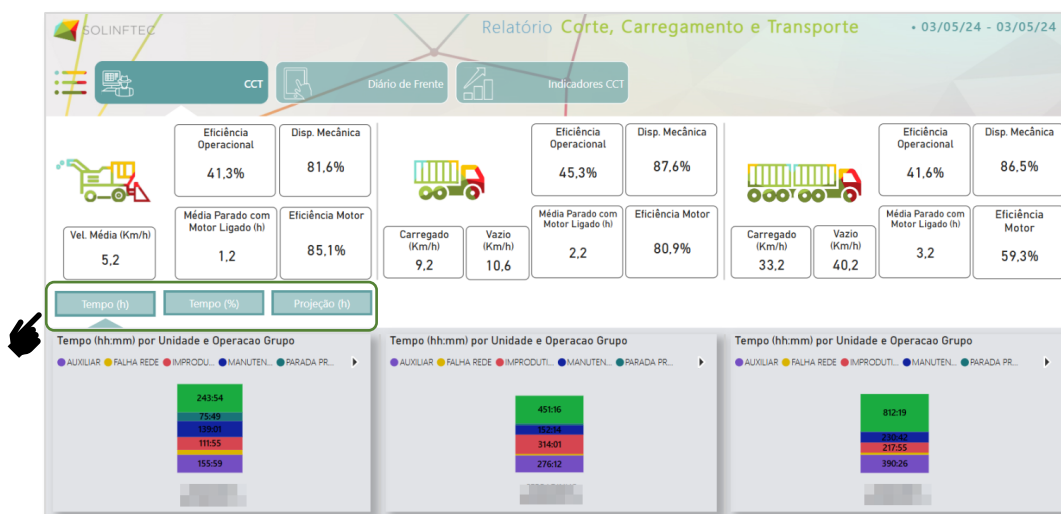 SOLINFTEC
Relatório Corte, Carregamento e Transporte
• 03/05/24 - 03/05/24
CCT
Diário de Frente
Indicadores CCT
Eficiência
Operacional
41,3%
Disp. Mecânica
81,6%
Vel. Média (Km/h)
5,2
Média Parado com
Motor Ligado (h)
1,2
Eficiência Motor
85,1%
Eficiência
Operacional
45,3%
Disp. Mecânica
87,6%
Carregado
(Km/h)
9,2
Vazio
(Km/h)
10,6
Média Parado com
Motor Ligado (h)
2,2
Eficiência Motor
80,9%
Eficiência
Operacional
41,6%
Disp. Mecânica
86,5%
Carregado
(Km/h)
33,2
Vazio
(Km/h)
40,2
Média Parado com
Motor Ligado (h)
3,2
Eficiência
Motor
59,3%
Tempo (h)
Tempo (%)
Projeção (h)
Tempo (hh:mm) por Unidade e Operacao Grupo
AUXILIAR FALHA REDE IMPRODU... MANUTEN... PARADA PR...
243:54
75:49
139:01
111:55
155:59
Tempo (hh:mm) por Unidade e Operacao Grupo
AUXILIAR FALHA REDE IMPRODUTI... MANUTEN... PARADA PR...
451:16
152:14
314:01
276:12
Tempo (hh:mm) por Unidade e Operacao Grupo
AUXILIAR FALHA REDE IMPRODUTI... MANUTEN... PARADA PR...
812:19
230:42
217:55
390:26